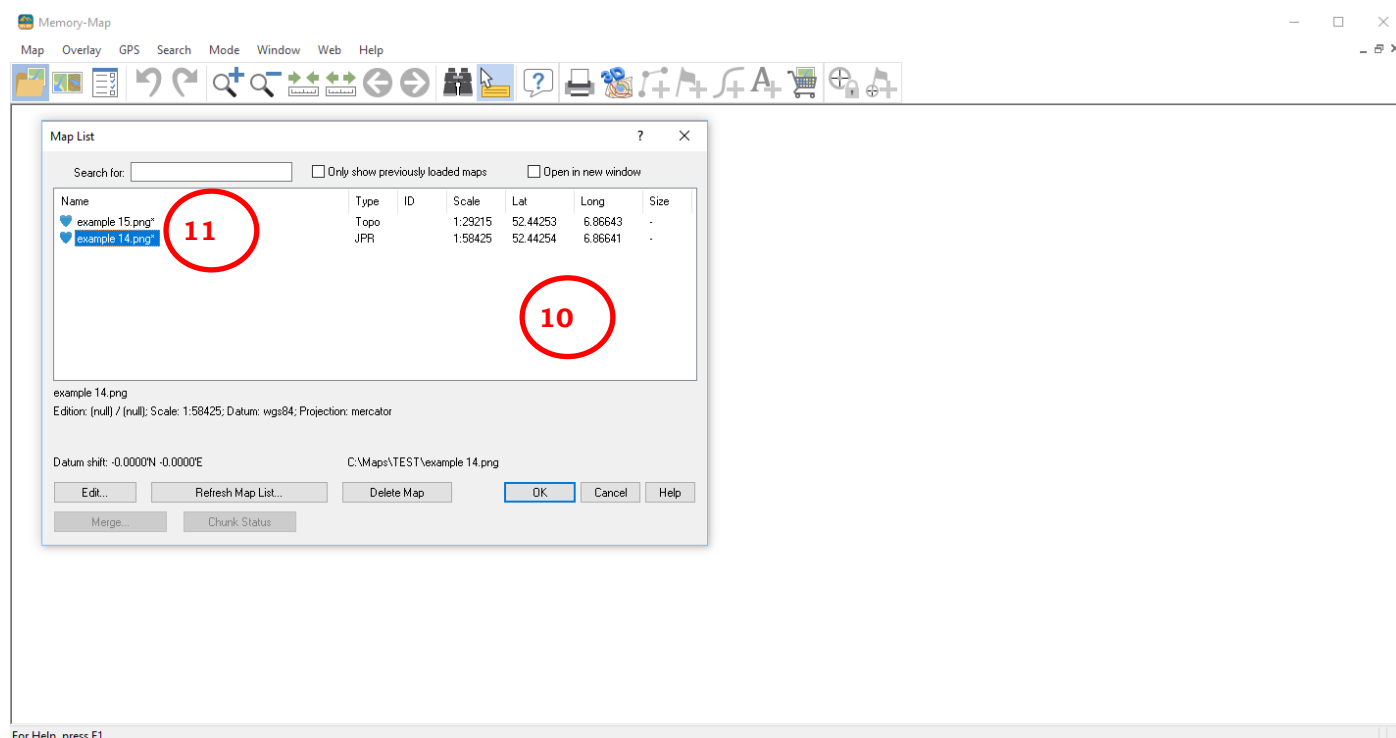 Memory-Map
Map Overlay GPS Search Mode Window Web Help
Map List ?
Search for: Only show previously loaded maps Open in new window
Name Type ID Scale Lat Long Size
example 15.png* Topo 1:29215 52.44253 6.86643 -
example 14.png* JPR 1:58425 52.44254 6.86641 -
11
10
example 14.png
Edition: (null) / (null); Scale: 1:58425; Datum: wgs84; Projection: mercator
Datum shift: -0.0000'N -0.0000'E C:\Maps\TEST\example 14.png
Edit... Refresh Map List... Delete Map OK Cancel Help
Merge... Chunk Status
For Help, press F1